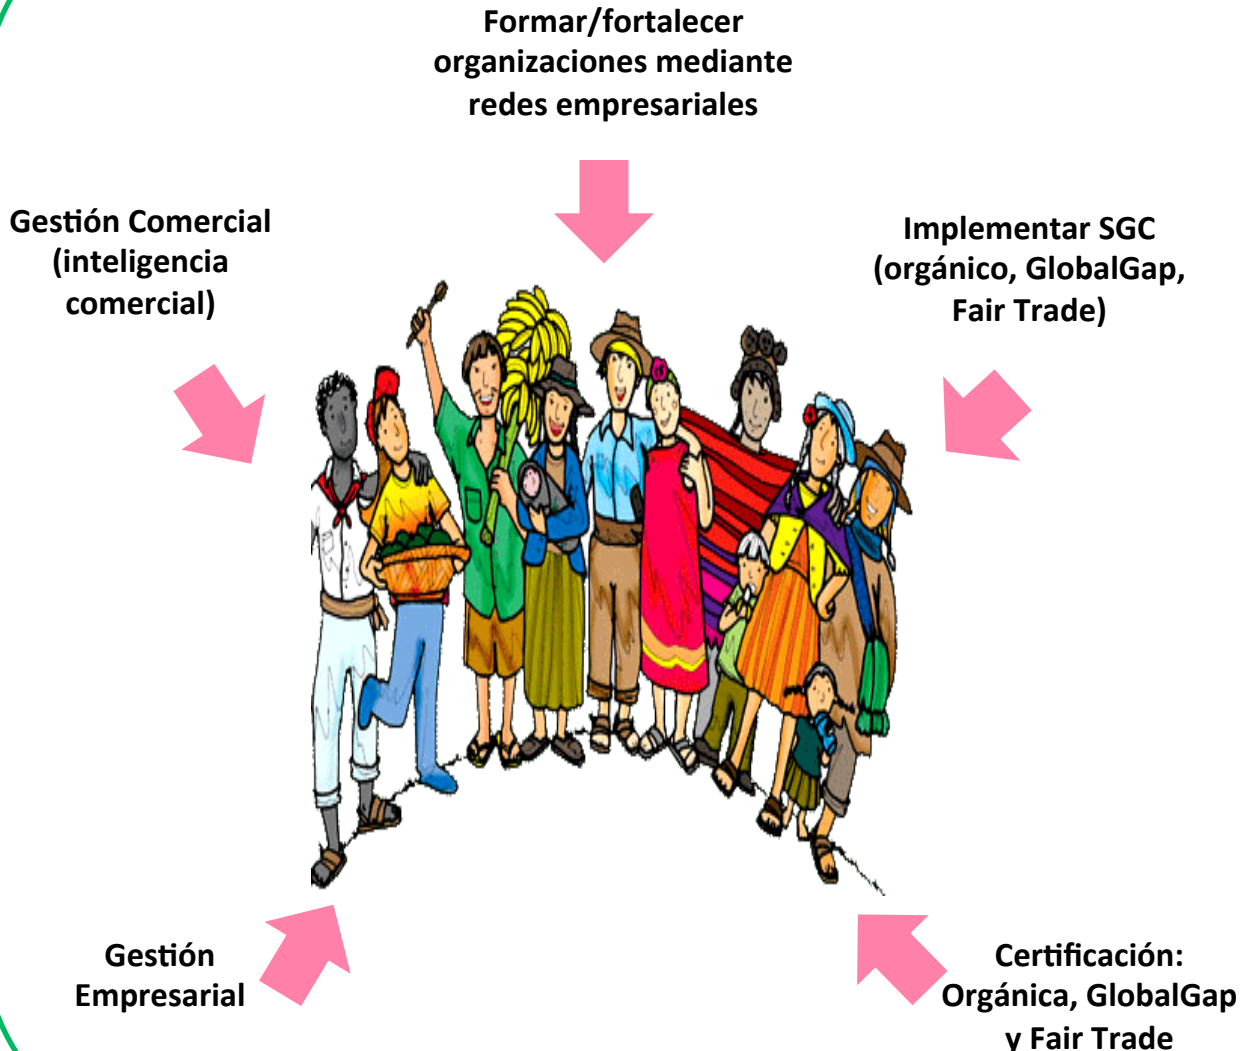 Formar/fortalecer
organizaciones mediante
redes empresariales
Gestión Comercial
(inteligencia
comercial)
Implementar SGC
(orgánico, GlobalGap,
Fair Trade)
Gestión
Empresarial
Certificación:
Orgánica, GlobalGap
y Fair Trade